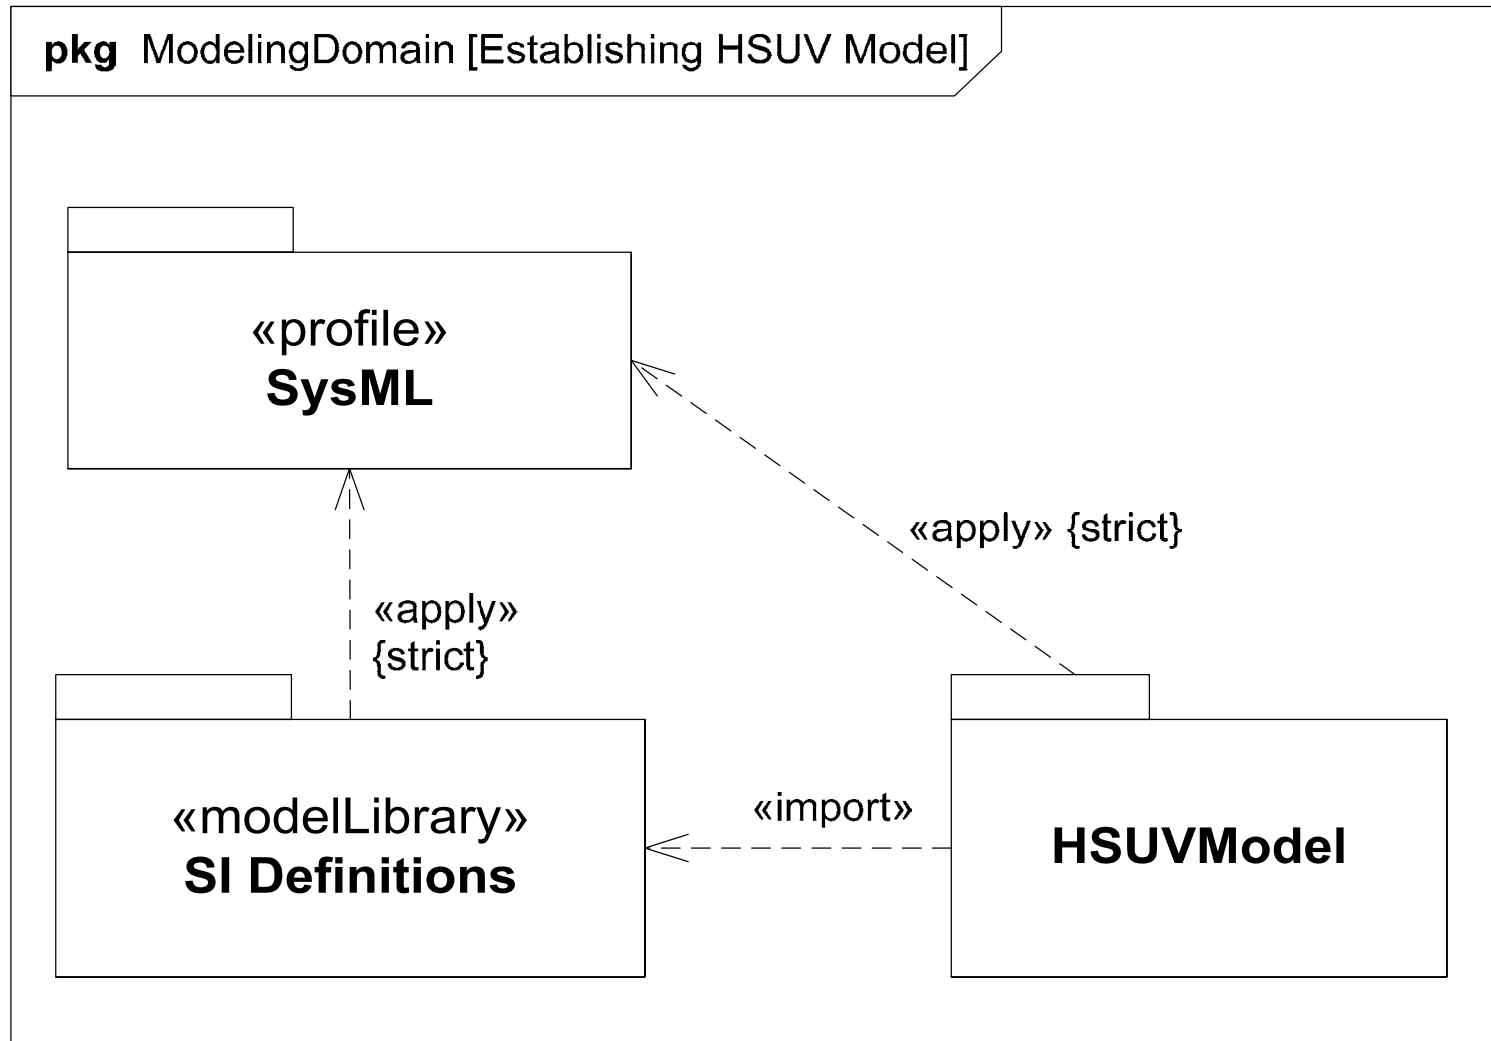 pkg ModelingDomain [Establishing HSUV Model]
«profile»
SysML
«apply» {strict}
«apply»
{strict}
«modelLibrary»
SI Definitions
«import»
HSUVModel